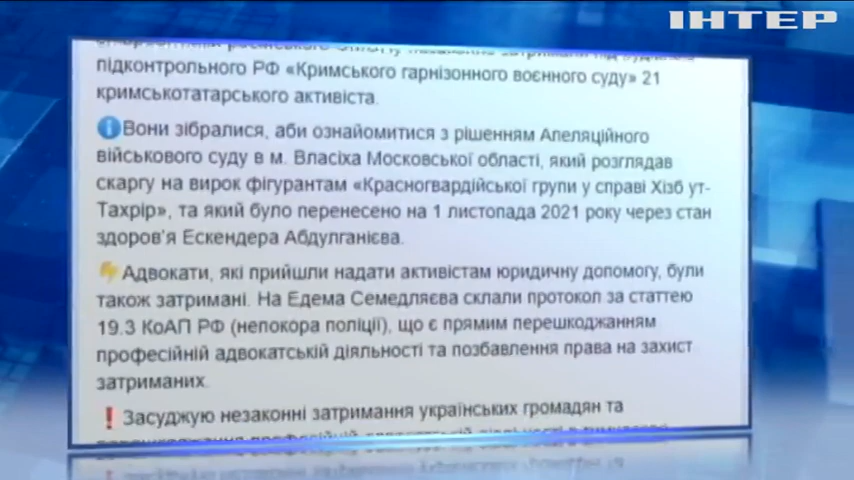 ІНТЕР
підконтрольного РФ «Кримського гарнізонного воєнного суду» 21
кримськотатарського активіста.
Вони зібралися, аби ознайомитися з рішенням Апеляційного
військового суду в м. Власіха Московської області, який розглядав
скаргу на вирок фігурантам «Красногвардійської групи у справі Хізб ут-
Тахрір», та який було перенесено на 1 листопада 2021 року через стан
здоров'я Ескендера Абдулганієва.
Адвокати, які прийшли надати активістам юридичну допомогу, були
також затримані. На Едема Семедляєва склали протокол за статтею
19.3 КоАП РФ (непокора поліції), що є прямим перешкоджанням
професійній адвокатській діяльності та позбавлення права на захист
затриманих.
Засуджую незаконні затримання українських громадян та